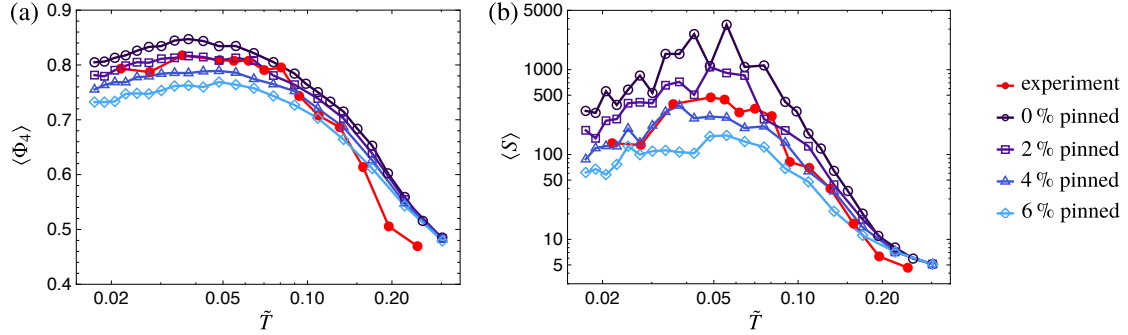 (a)
0.9
0.8
0.7
0.6
0.5
0.4
⟨Φ₄⟩
0.02
0.05
0.10
0.20
T̃
(b)
5000
1000
500
100
50
10
5
⟨S⟩
0.02
0.05
0.10
0.20
T̃
experiment
0 % pinned
2 % pinned
4 % pinned
6 % pinned